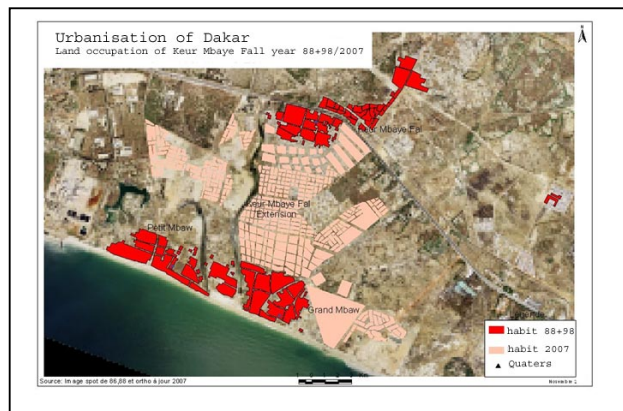 Urbanisation of Dakar
Land occupation of Keur Mbaye Fall year 88+98/2007
Keur Mbaye Fal
Keur Mbaye Fal
Extension
Petit Mbaw
Grand Mbaw
habit 88+98
habit 2007
Quaters
Source: Image spot de 86,88 et ortho à jour 2007